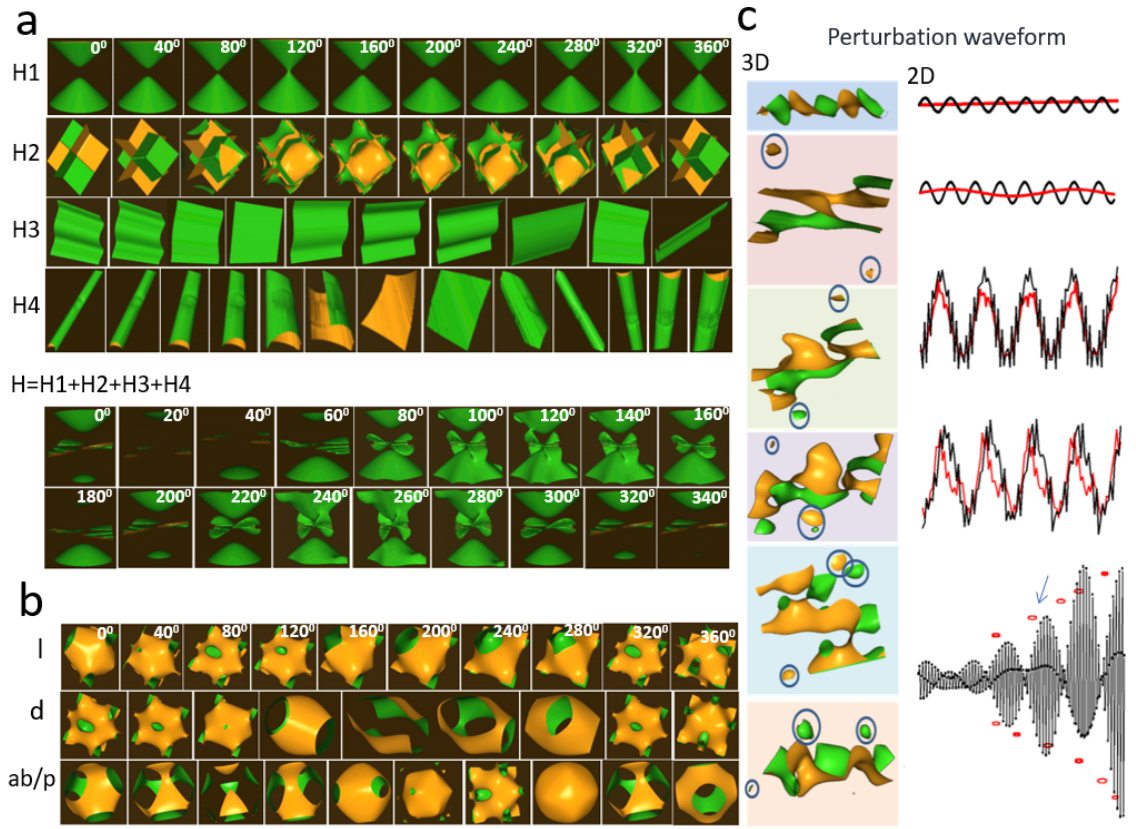 a
H1
0⁰ 40⁰ 80⁰ 120⁰ 160⁰ 200⁰ 240⁰ 280⁰ 320⁰ 360⁰
H2
H3
H4
H=H1+H2+H3+H4
0⁰ 20⁰ 40⁰ 60⁰ 80⁰ 100⁰ 120⁰ 140⁰ 160⁰
180⁰ 200⁰ 220⁰ 240⁰ 260⁰ 280⁰ 300⁰ 320⁰ 340⁰
b
l
0⁰ 40⁰ 80⁰ 120⁰ 160⁰ 200⁰ 240⁰ 280⁰ 320⁰ 360⁰
d
ab/p
c
Perturbation waveform
3D
2D